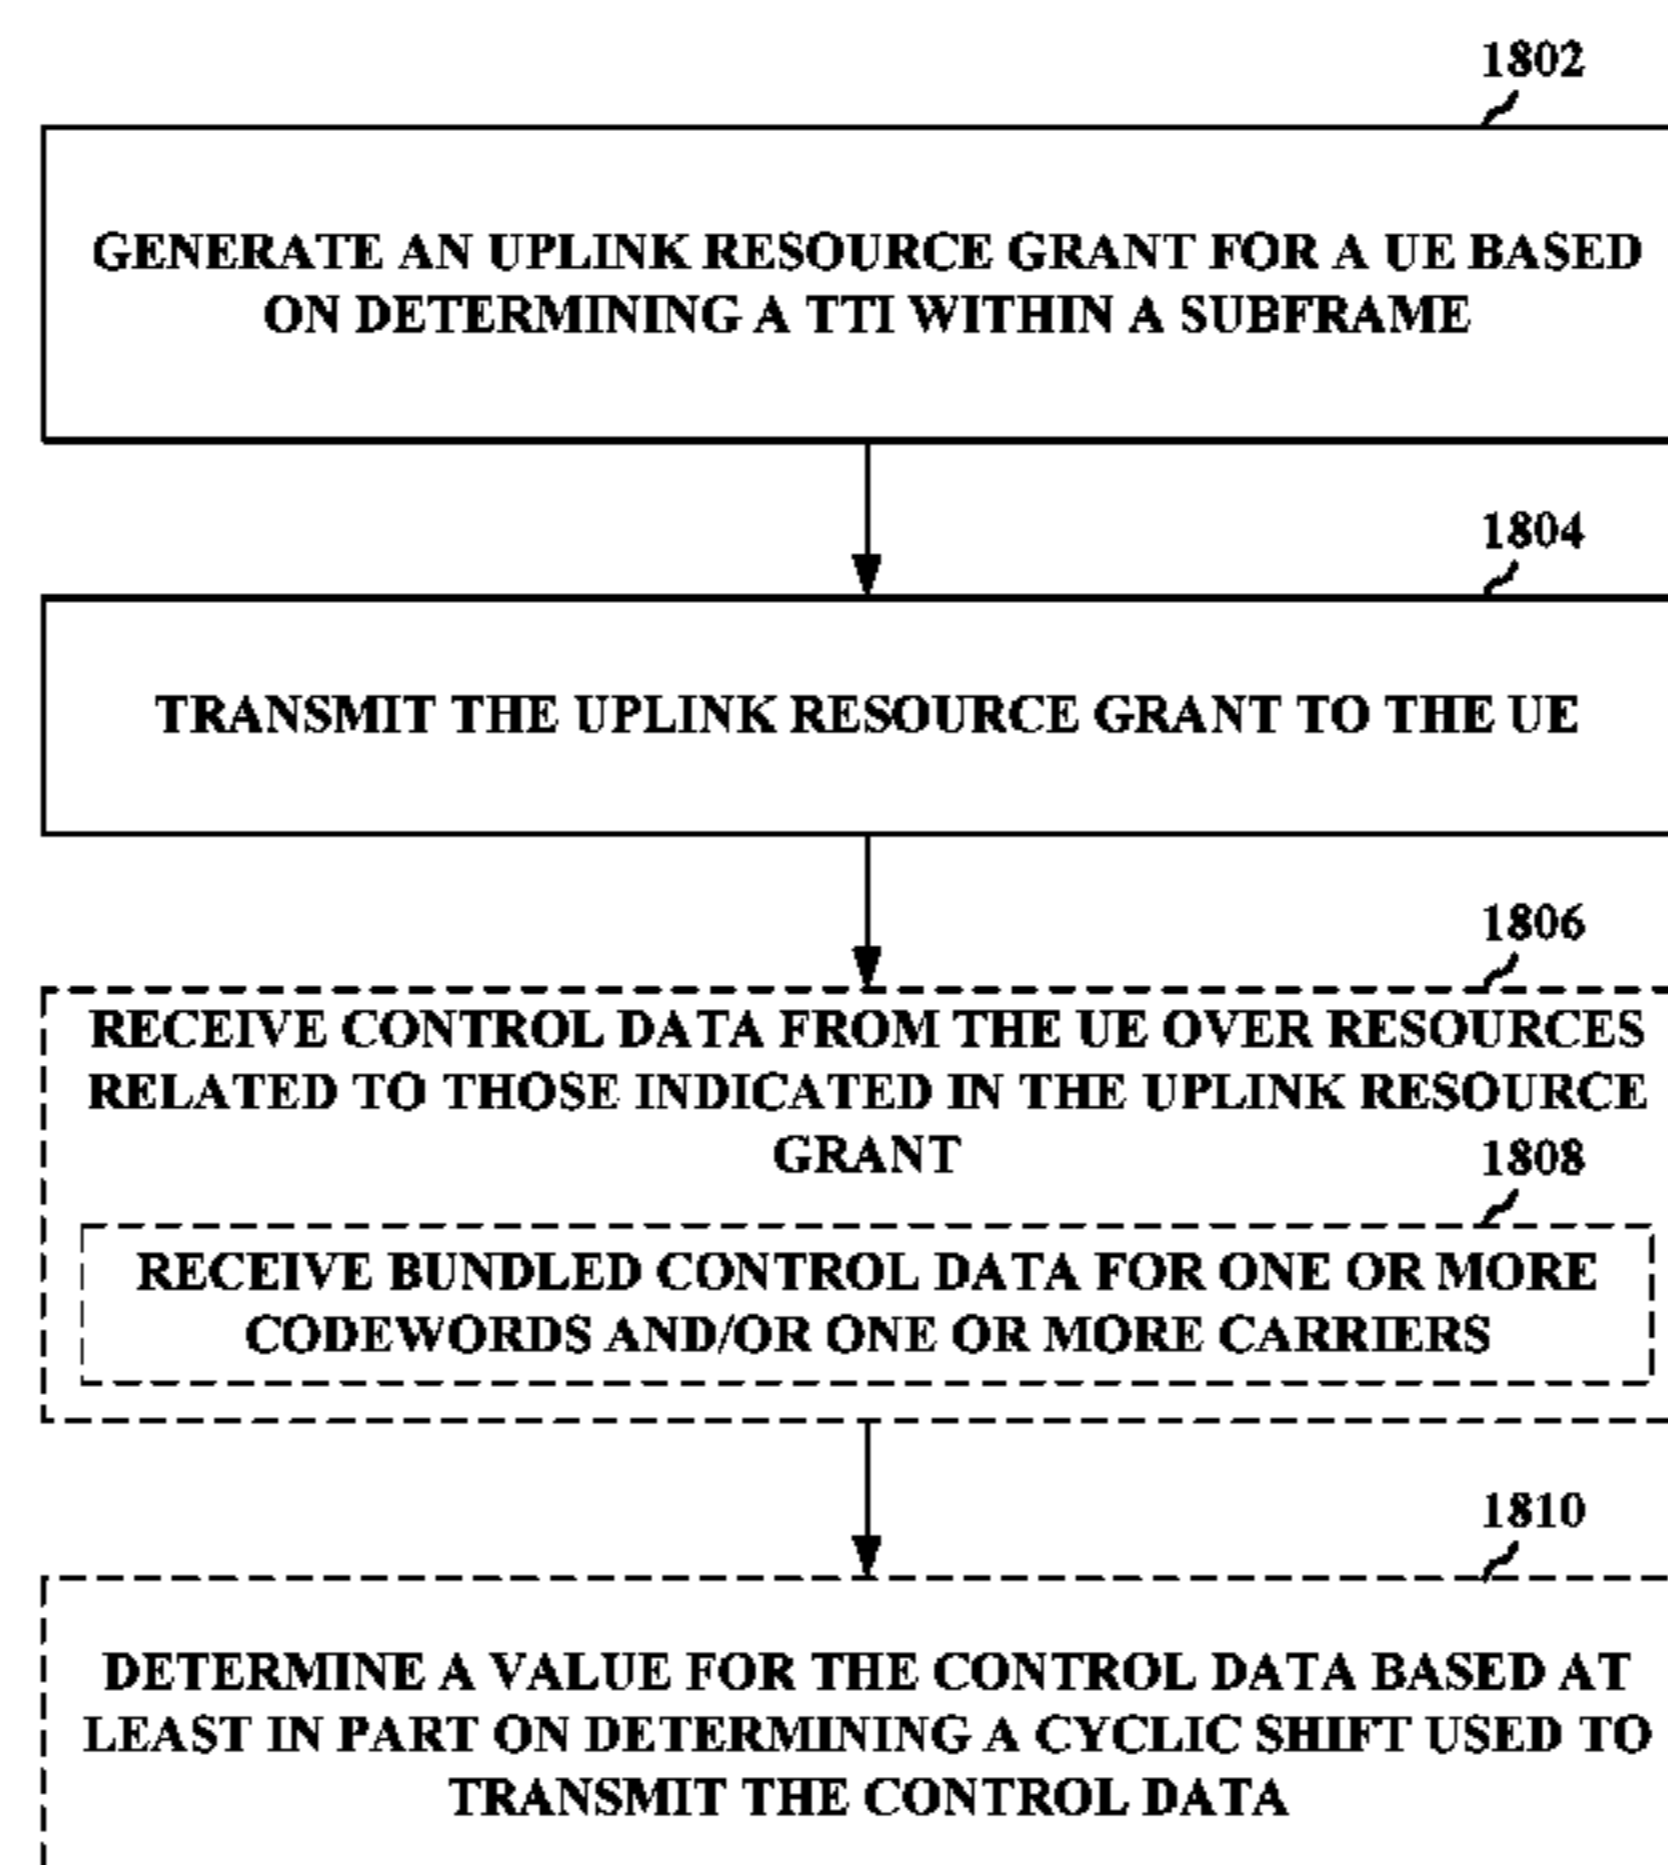 1802
GENERATE AN UPLINK RESOURCE GRANT FOR A UE BASED
ON DETERMINING A TTI WITHIN A SUBFRAME
1804
TRANSMIT THE UPLINK RESOURCE GRANT TO THE UE
1806
RECEIVE CONTROL DATA FROM THE UE OVER RESOURCES
RELATED TO THOSE INDICATED IN THE UPLINK RESOURCE
GRANT
1808
RECEIVE BUNDLED CONTROL DATA FOR ONE OR MORE
CODEWORDS AND/OR ONE OR MORE CARRIERS
1810
DETERMINE A VALUE FOR THE CONTROL DATA BASED AT
LEAST IN PART ON DETERMINING A CYCLIC SHIFT USED TO
TRANSMIT THE CONTROL DATA